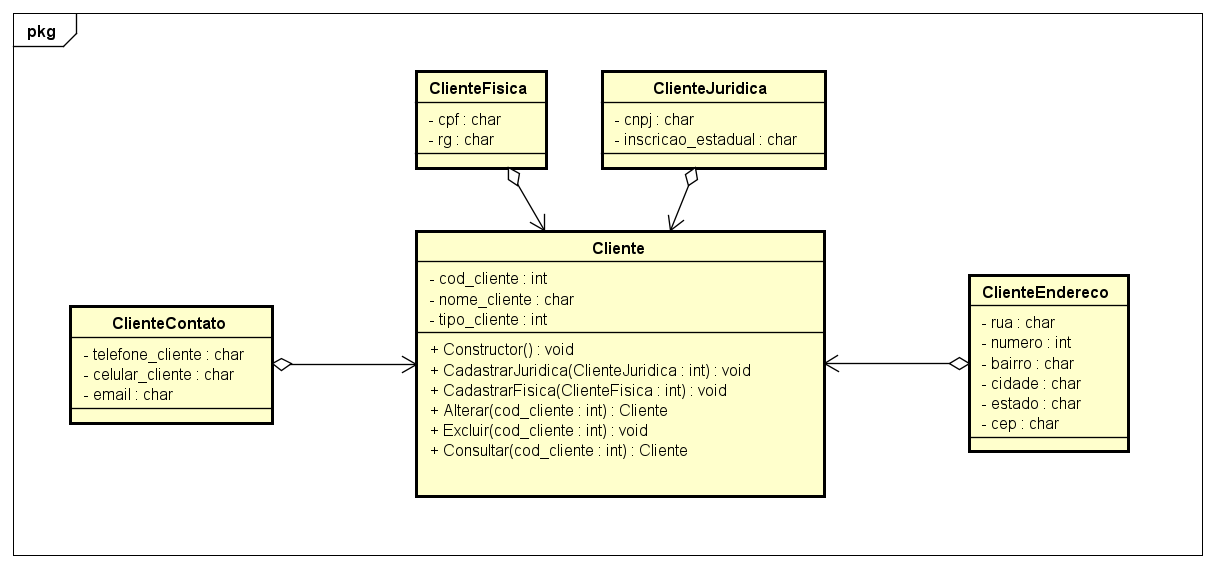 pkg
ClienteFisica
- cpf : char
- rg : char
ClienteJuridica
- cnpj : char
- inscricao_estadual : char
Cliente
- cod_cliente : int
- nome_cliente : char
- tipo_cliente : int
+ Constructor() : void
+ CadastrarJuridica(ClienteJuridica : int) : void
+ CadastrarFisica(ClienteFisica : int) : void
+ Alterar(cod_cliente : int) : Cliente
+ Excluir(cod_cliente : int) : void
+ Consultar(cod_cliente : int) : Cliente
ClienteContato
- telefone_cliente : char
- celular_cliente : char
- email : char
ClienteEndereco
- rua : char
- numero : int
- bairro : char
- cidade : char
- estado : char
- cep : char